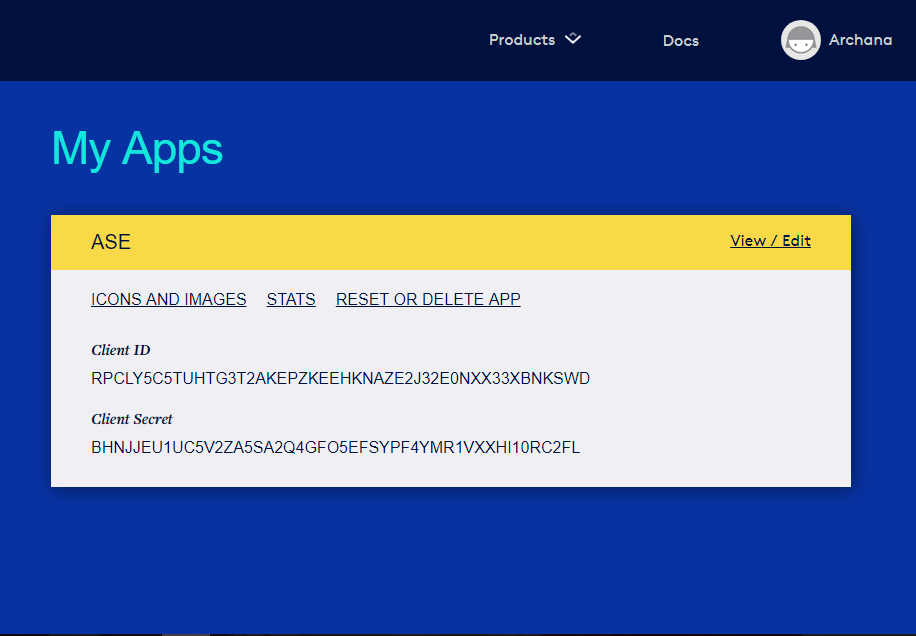 Products
Docs
Archana
My Apps
ASE
View / Edit
ICONS AND IMAGES STATS RESET OR DELETE APP
Client ID
RPCLY5C5TUHTG3T2AKEPZKEEHKNAZE2J32E0NXX33XBNKSWD
Client Secret
BHNJJEU1UC5V2ZA5SA2Q4GFO5EFSYPF4YMR1VXXHI10RC2FL